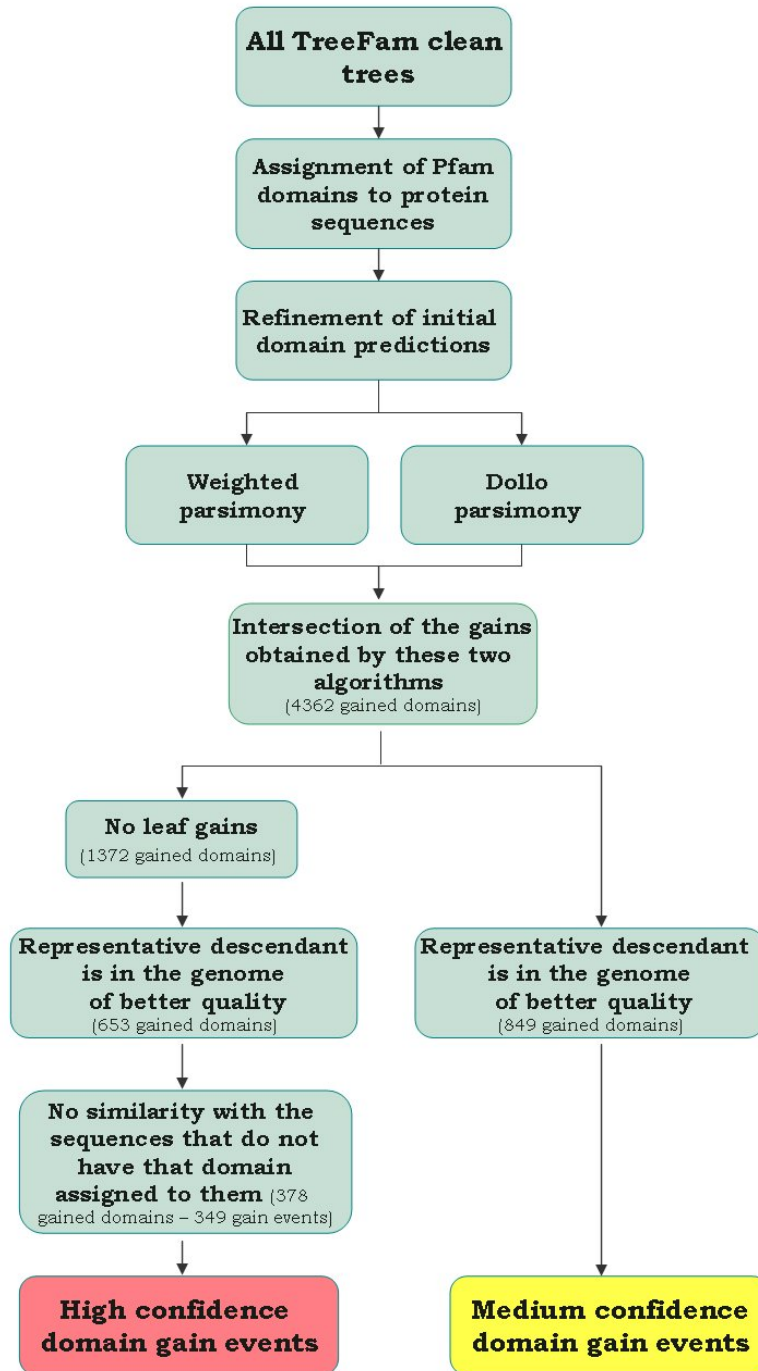 All TreeFam clean
trees
Assignment of Pfam
domains to protein
sequences
Refinement of initial
domain predictions
Weighted
parsimony
Dollo
parsimony
Intersection of the gains
obtained by these two
algorithms
(4362 gained domains)
No leaf gains
(1372 gained domains)
Representative descendant
is in the genome
of better quality
(653 gained domains)
Representative descendant
is in the genome
of better quality
(849 gained domains)
No similarity with the
sequences that do not
have that domain
assigned to them (378
gained domains – 349 gain events)
High confidence
domain gain events
Medium confidence
domain gain events